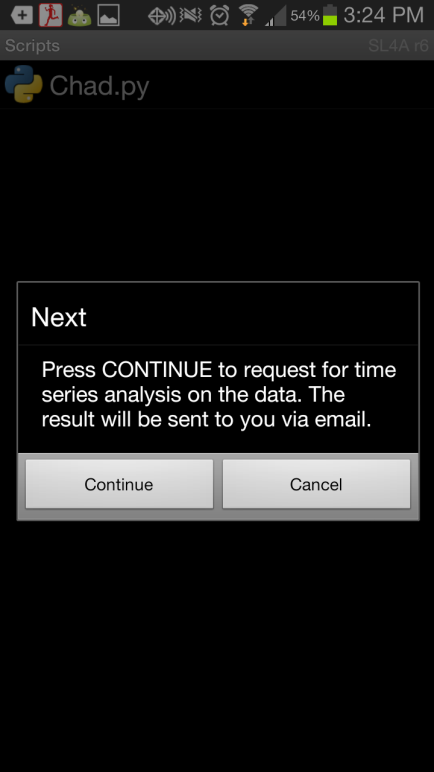 54% 3:24 PM
Scripts SL4A r6
Chad.py
Next
Press CONTINUE to request for time
series analysis on the data. The
result will be sent to you via email.
Continue Cancel